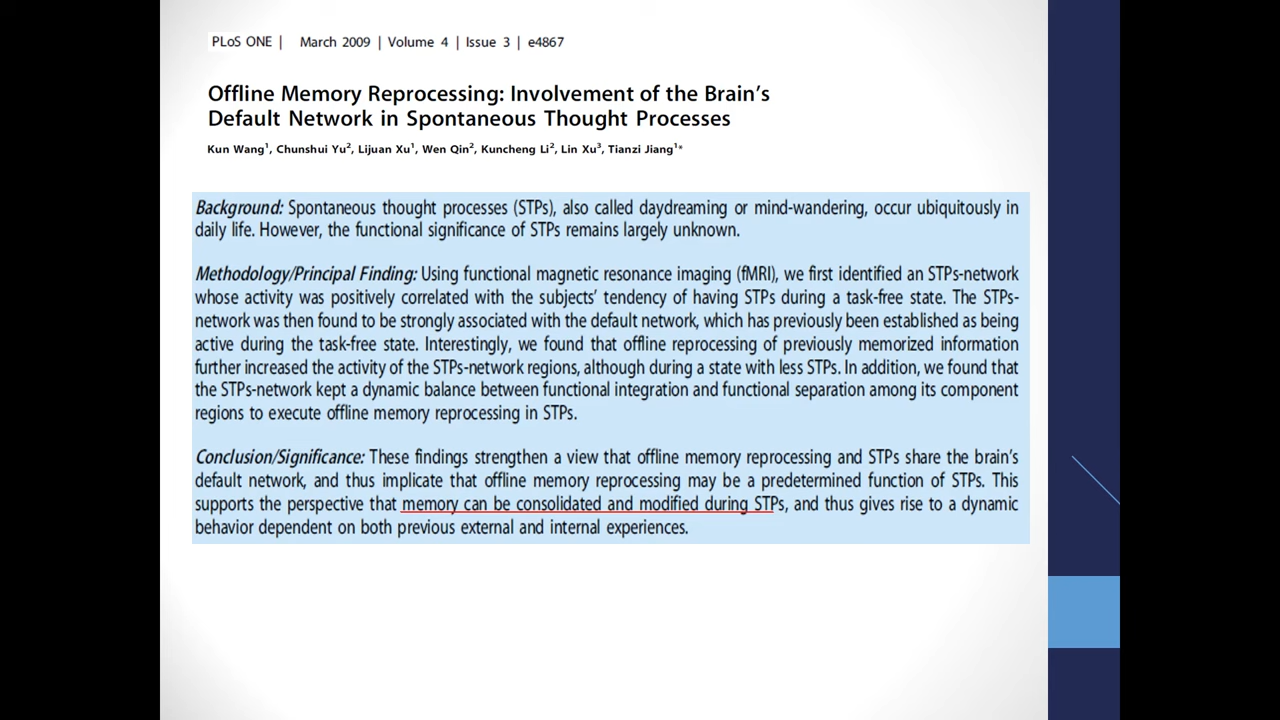 PLoS ONE | March 2009 | Volume 4 | Issue 3 | e4867
Offline Memory Reprocessing: Involvement of the Brain's
Default Network in Spontaneous Thought Processes
Kun Wang1, Chunshui Yu2, Lijuan Xu1, Wen Qin2, Kuncheng Li2, Lin Xu3, Tianzi Jiang1*
Background: Spontaneous thought processes (STPs), also called daydreaming or mind-wandering, occur ubiquitously in
daily life. However, the functional significance of STPs remains largely unknown.
Methodology/Principal Finding: Using functional magnetic resonance imaging (fMRI), we first identified an STPs-network
whose activity was positively correlated with the subjects' tendency of having STPs during a task-free state. The STPs-
network was then found to be strongly associated with the default network, which has previously been established as being
active during the task-free state. Interestingly, we found that offline reprocessing of previously memorized information
further increased the activity of the STPs-network regions, although during a state with less STPs. In addition, we found that
the STPs-network kept a dynamic balance between functional integration and functional separation among its component
regions to execute offline memory reprocessing in STPs.
Conclusion/Significance: These findings strengthen a view that offline memory reprocessing and STPs share the brain's
default network, and thus implicate that offline memory reprocessing may be a predetermined function of STPs. This
supports the perspective that memory can be consolidated and modified during STPs, and thus gives rise to a dynamic
behavior dependent on both previous external and internal experiences.